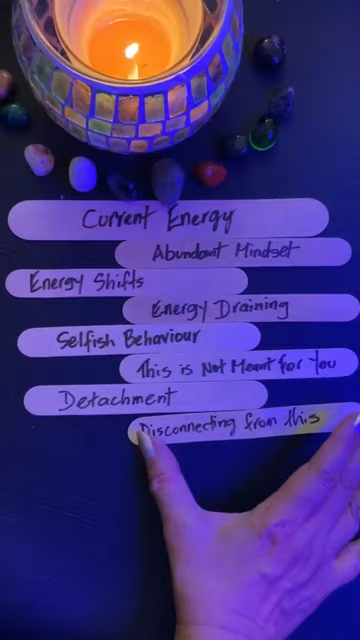 Current Energy
Abundant Mindset
Energy Shifts
Energy Draining
Selfish Behaviour
This is Not Meant for You
Detachment
Disconnecting from this